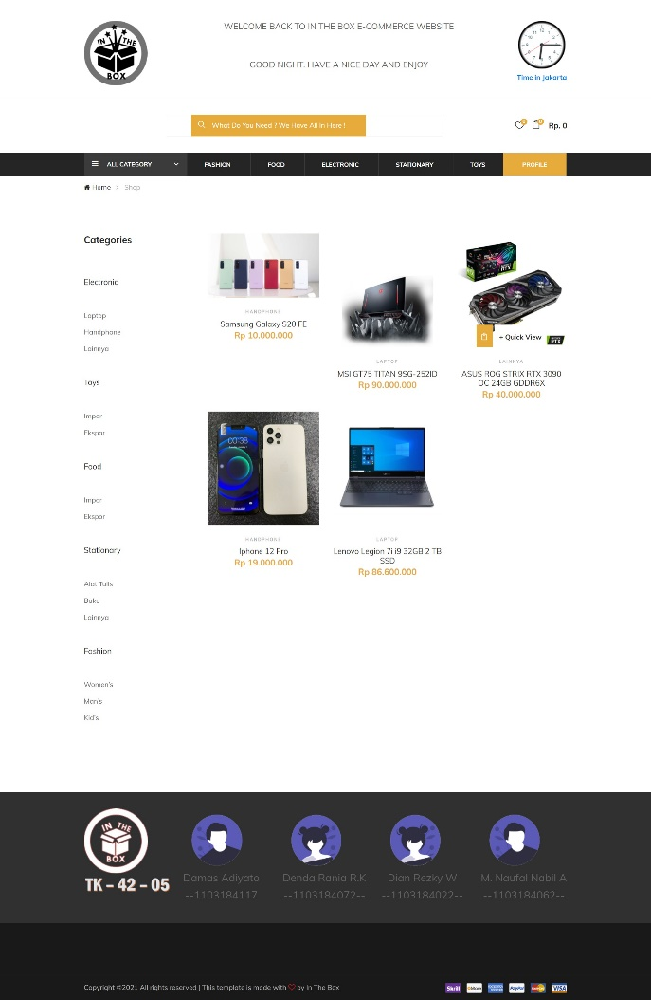 IN THE
BOX
WELCOME BACK TO IN THE BOX E-COMMERCE WEBSITE
GOOD NIGHT. HAVE A NICE DAY AND ENJOY
Time in Jakarta
What Do You Need ? We Have All in Here !
Rp. 0
ALL CATEGORY
FASHION
FOOD
ELECTRONIC
STATIONARY
TOYS
PROFILE
Home > Shop
Categories
Electronic
Laptop
Handphone
Lainnya
Toys
Impor
Ekspor
Food
Impor
Ekspor
Stationary
Alat Tulis
Buku
Lainnya
Fashion
Women's
Man's
Kid's
HANDPHONE
Samsung Galaxy S20 FE
Rp 10.000.000
LAPTOP
MSI GT75 TITAN 9SG-252ID
Rp 90.000.000
+ Quick View
LAINNYA
ASUS ROG STRIX RTX 3090
OC 24GB GDDR6X
Rp 40.000.000
00:38
HANDPHONE
Iphone 12 Pro
Rp 19.000.000
LAPTOP
Lenovo Legion 7i i9 32GB 2 TB
SSD
Rp 86.600.000
IN THE
BOX
TK – 42 – 05
Damas Adiyato
--1103184117
Denda Rania R.K
--1103184072--
Dian Rezky W
--1103184022--
M. Naufal Nabil A
--1103184062--
Copyright ©2021 All rights reserved | This template is made with ♡ by In The Box
Skrill
PayPal
VISA